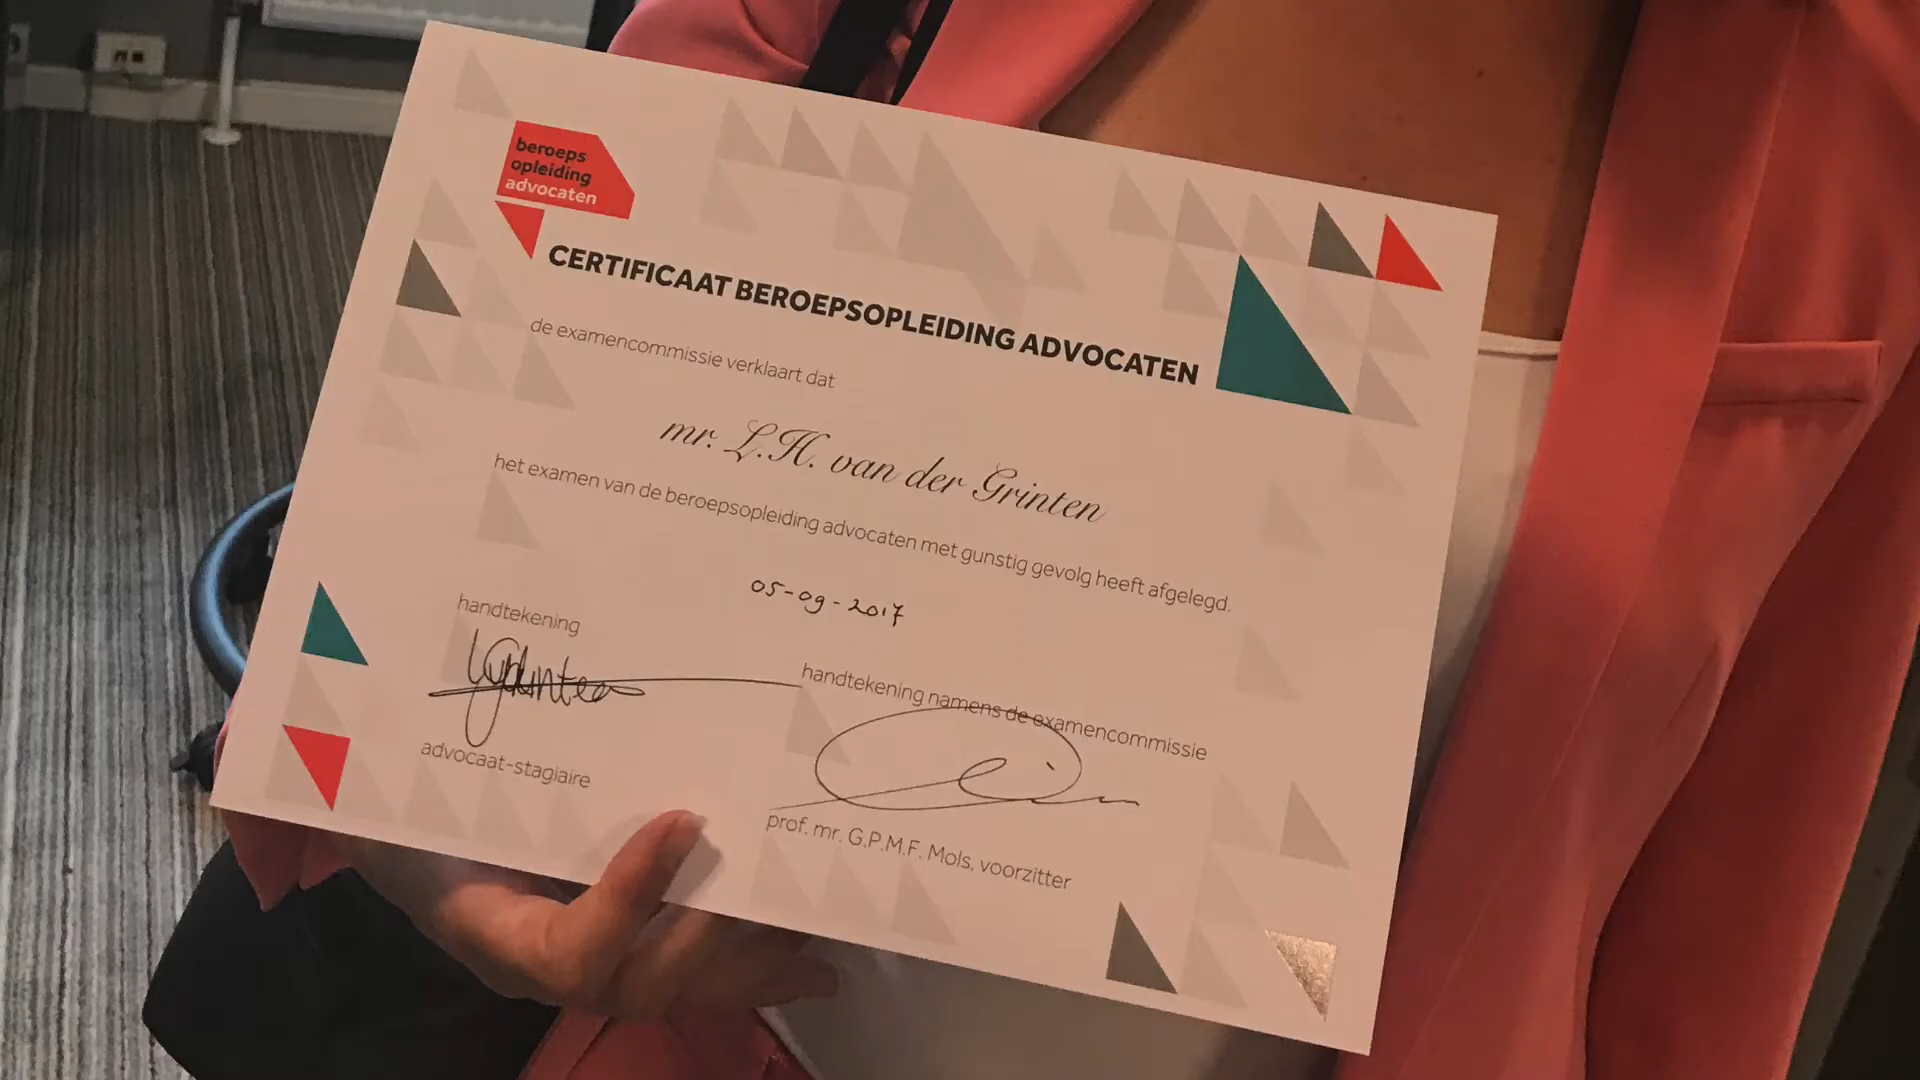 beroeps
opleiding
advocaten
CERTIFICAAT BEROEPSOPLEIDING ADVOCATEN
de examencommissie verklaart dat
mr. L.H. van der Grinten
het examen van de beroepsopleiding advocaten met gunstig gevolg heeft afgelegd.
05-09-2017
handtekening
handtekening namens de examencommissie
advocaat-stagiaire
prof. mr. G.P.M.F. Mols, voorzitter